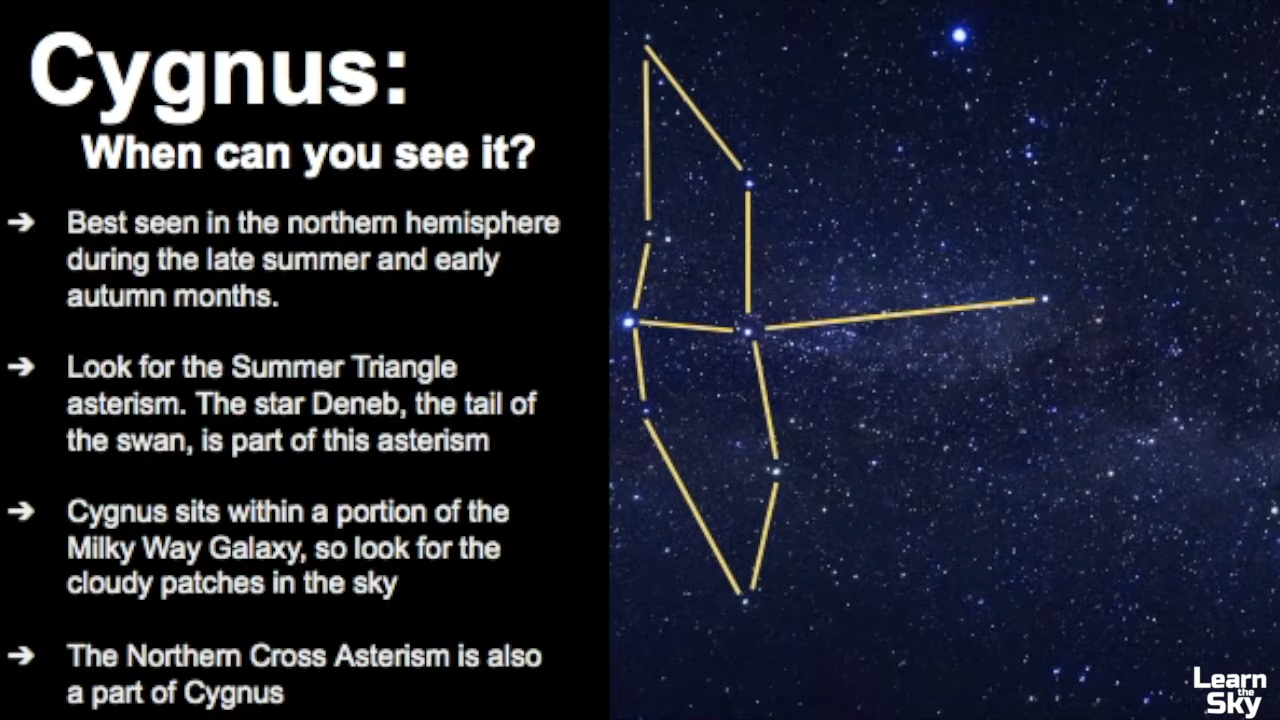 Cygnus:
When can you see it?
➔ Best seen in the northern hemisphere
during the late summer and early
autumn months.
➔ Look for the Summer Triangle
asterism. The star Deneb, the tail of
the swan, is part of this asterism
➔ Cygnus sits within a portion of the
Milky Way Galaxy, so look for the
cloudy patches in the sky
➔ The Northern Cross Asterism is also
a part of Cygnus
Learn
the
Sky